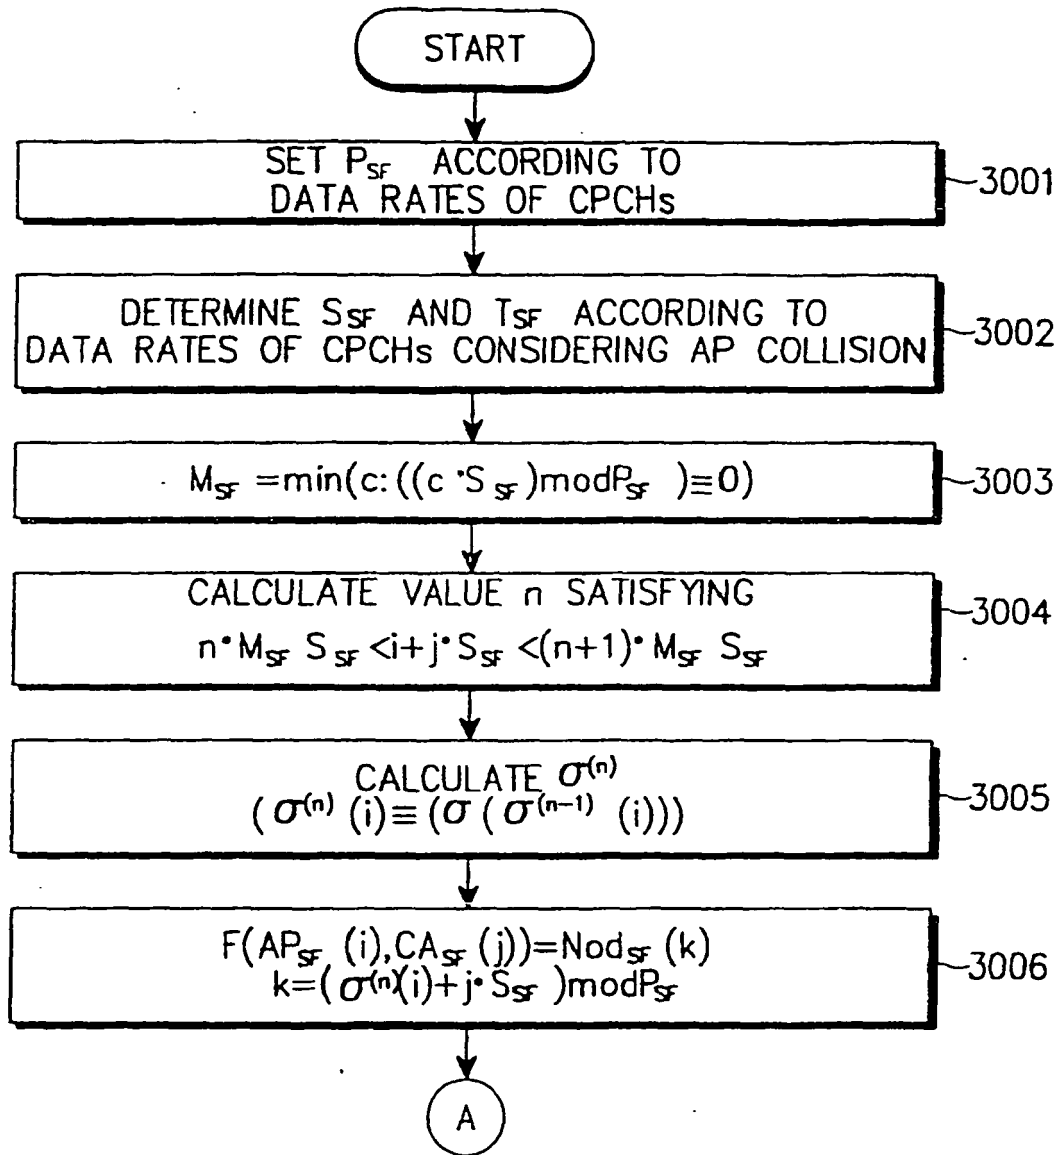 START
SET P_SF ACCORDING TO
DATA RATES OF CPCHs
3001
DETERMINE S_SF AND T_SF ACCORDING TO
DATA RATES OF CPCHs CONSIDERING AP COLLISION
3002
M_SF =min(c:((c·S_SF)modP_SF)≡0)
3003
CALCULATE VALUE n SATISFYING
n·M_SF S_SF <i+j·S_SF <(n+1)·M_SF S_SF
3004
CALCULATE σ^(n)
(σ^(n) (i)≡(σ(σ^(n-1) (i)))
3005
F(AP_SF (i),CA_SF (j))=Nod_SF (k)
k=(σ^(n)(i)+j·S_SF)modP_SF
3006
A